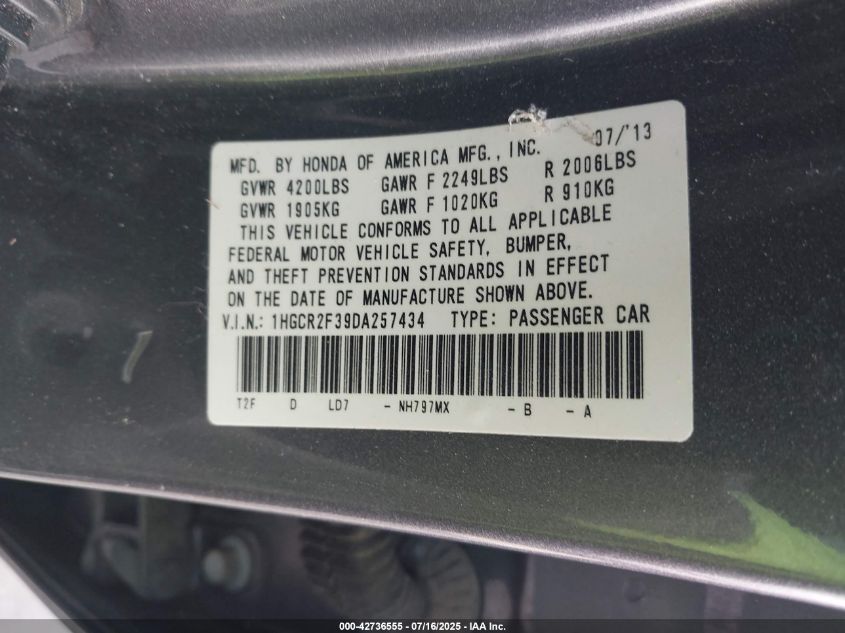 07/'13
MFD. BY HONDA OF AMERICA MFG., INC.
GVWR 4200LBS GAWR F 2249LBS R 2006LBS
GVWR 1905KG GAWR F 1020KG R 910KG
THIS VEHICLE CONFORMS TO ALL APPLICABLE
FEDERAL MOTOR VEHICLE SAFETY, BUMPER,
AND THEFT PREVENTION STANDARDS IN EFFECT
ON THE DATE OF MANUFACTURE SHOWN ABOVE.
V.I.N.: 1HGCR2F39DA257434 TYPE: PASSENGER CAR
T2F D LD7 - NH797MX - B - A
000-42736555 - 07/16/2025 - IAA Inc.